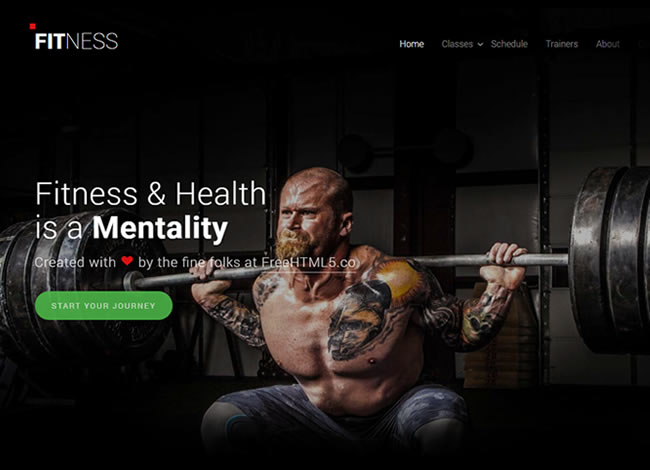 FITNESS
Home Classes Schedule Trainers About
Fitness & Health
is a Mentality
Created with ❤ by the fine folks at FreeHTML5.co
START YOUR JOURNEY